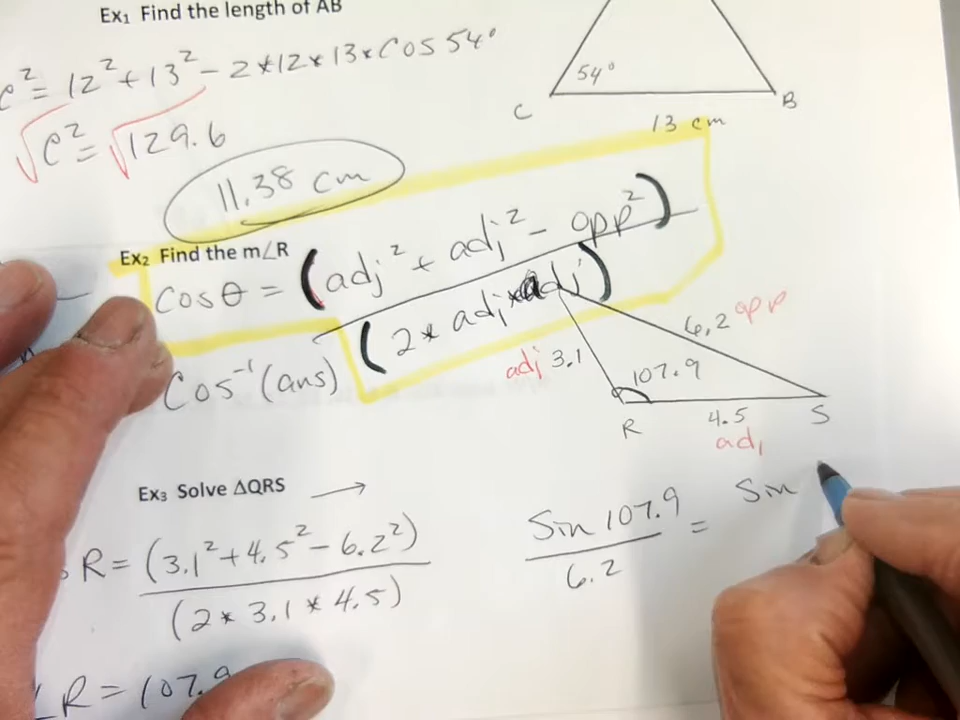 Ex1 Find the length of AB
c² = 12² + 13² - 2*12*13*Cos 54°
√c² = √129.6
11.38 cm
54°
C
B
13 cm
Ex2 Find the m∠R
Cos θ = (adj² + adj² - opp²)
(2* adj * adj)
Cos⁻¹ (ans)
6.2 opp
adj 3.1
107.9
R
4.5
S
adj
Ex3 Solve ΔQRS →
R = (3.1² + 4.5² - 6.2²)
(2 * 3.1 * 4.5)
∠R = 107.9
Sin 107.9 = Sin
6.2